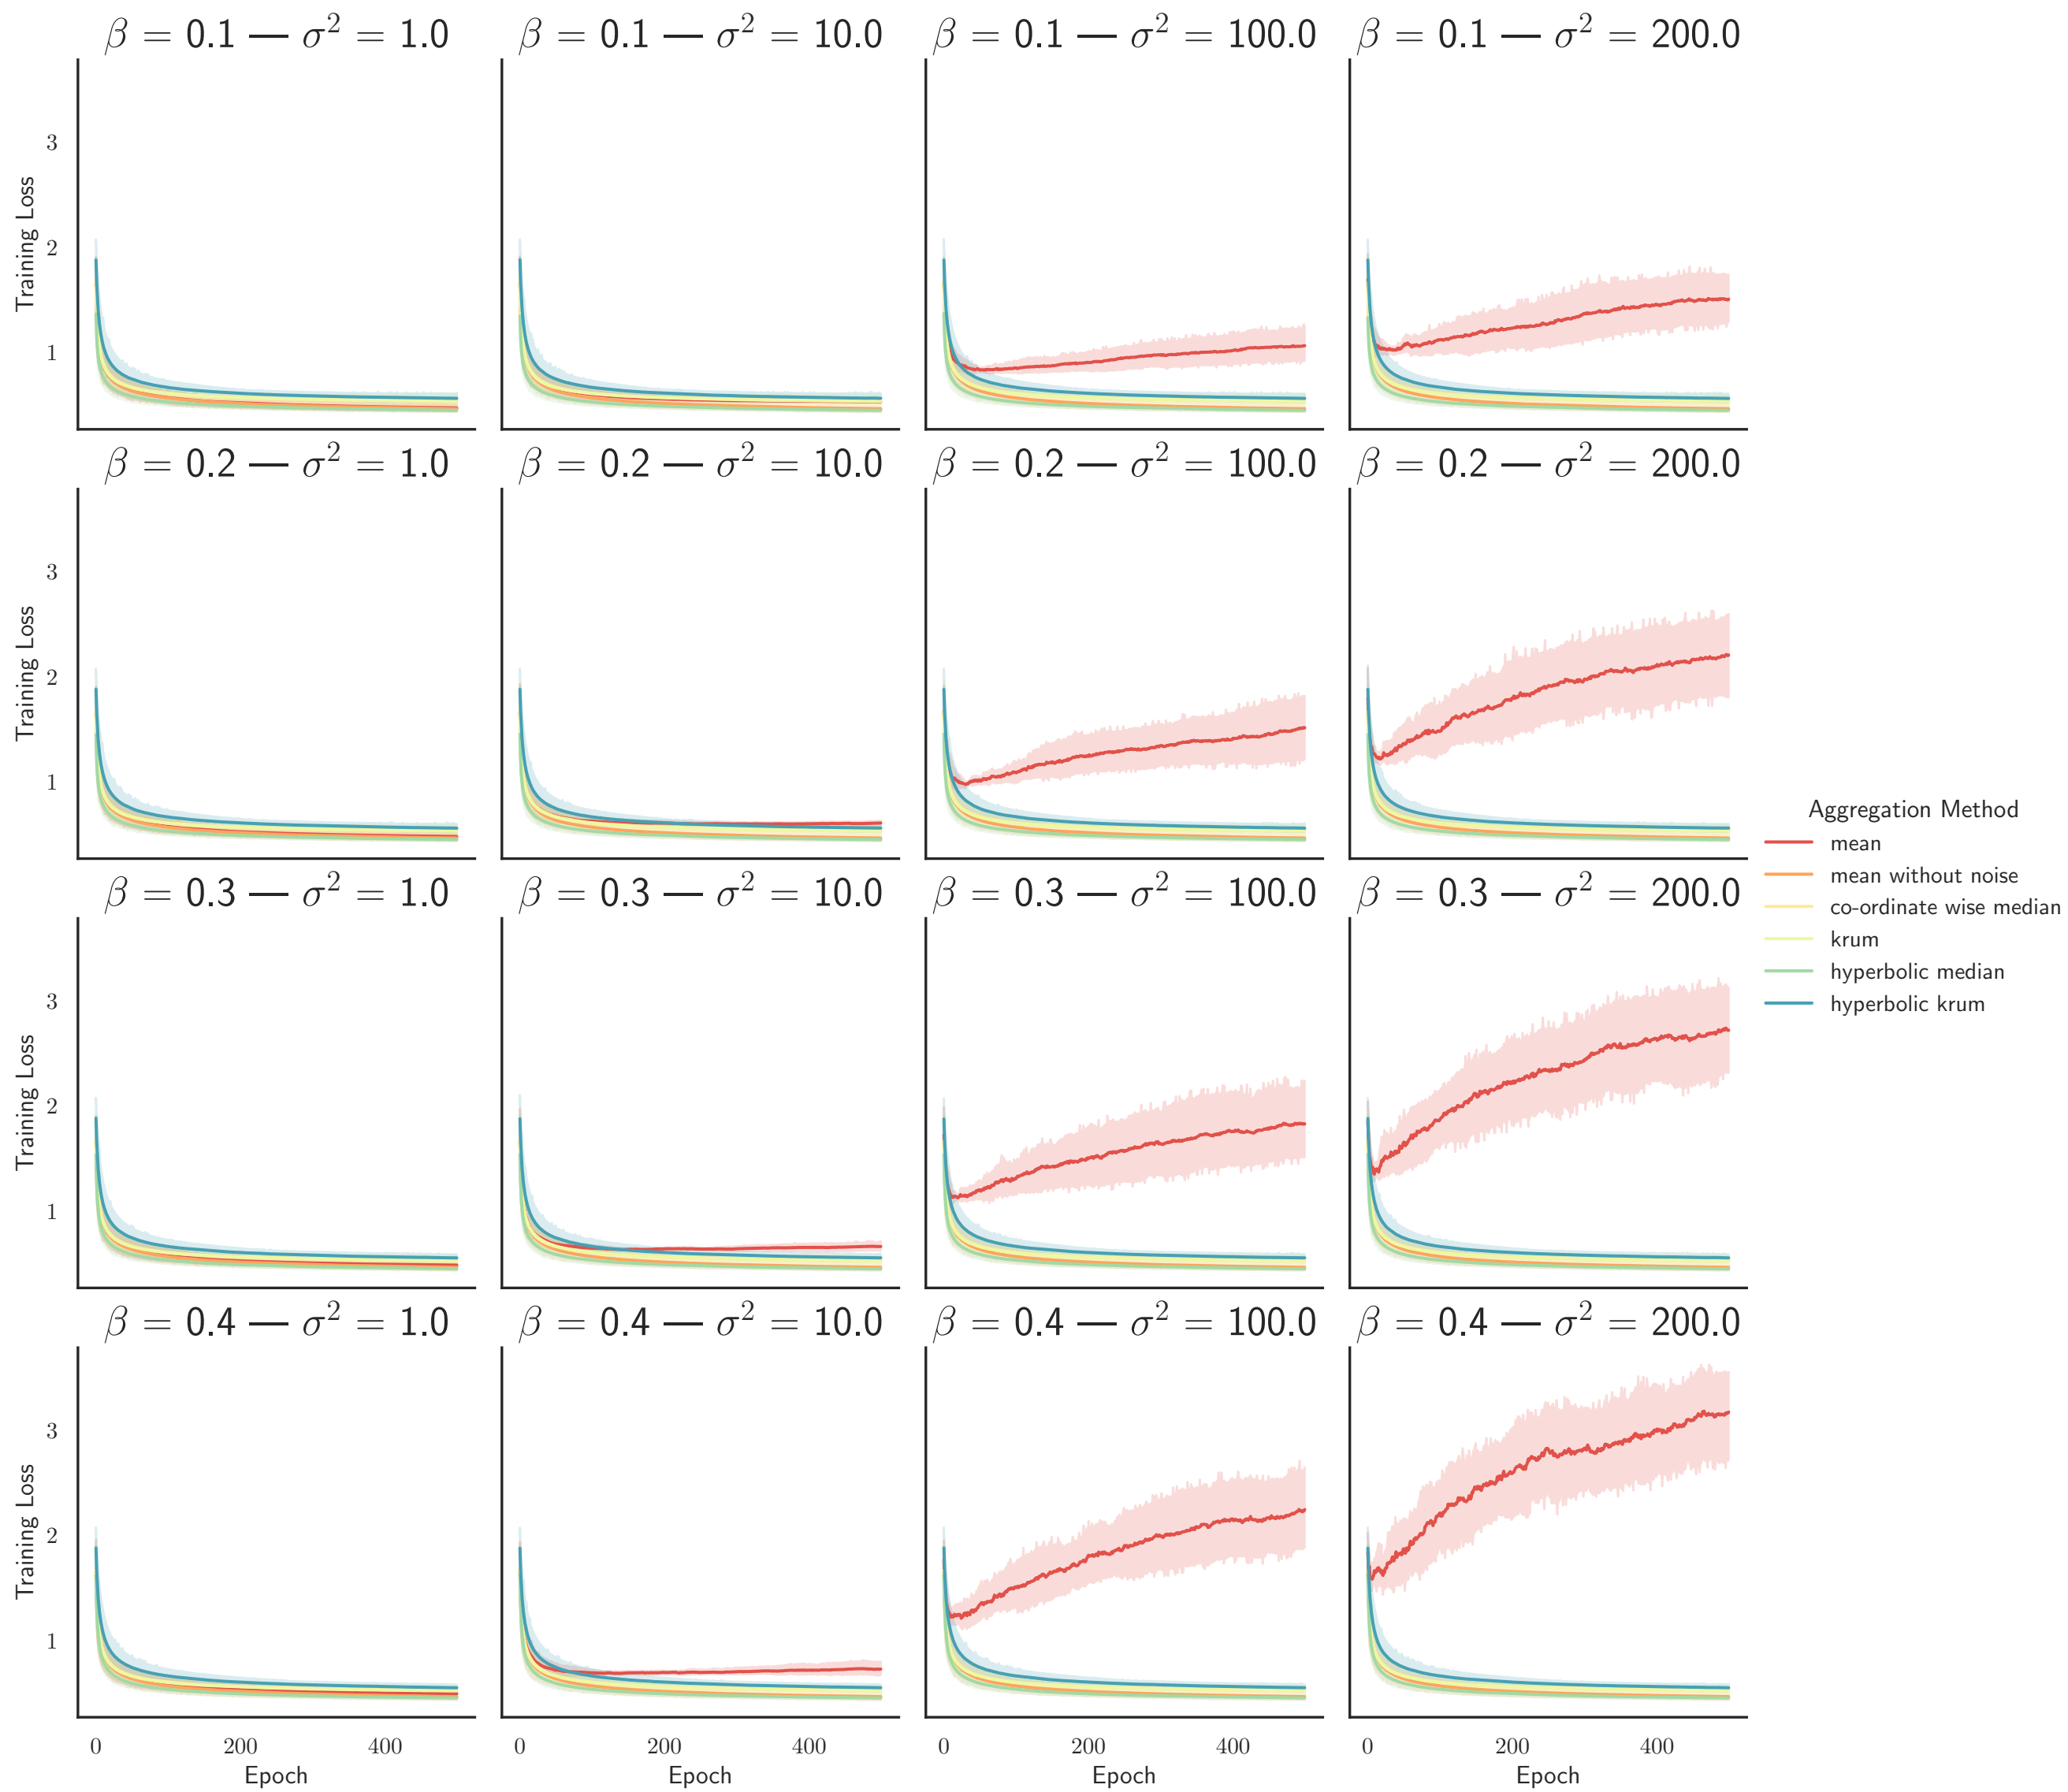 β = 0.1 — σ² = 1.0
β = 0.1 — σ² = 10.0
β = 0.1 — σ² = 100.0
β = 0.1 — σ² = 200.0
Training Loss
3
2
1
β = 0.2 — σ² = 1.0
β = 0.2 — σ² = 10.0
β = 0.2 — σ² = 100.0
β = 0.2 — σ² = 200.0
Training Loss
3
2
1
β = 0.3 — σ² = 1.0
β = 0.3 — σ² = 10.0
β = 0.3 — σ² = 100.0
β = 0.3 — σ² = 200.0
Training Loss
3
2
1
β = 0.4 — σ² = 1.0
β = 0.4 — σ² = 10.0
β = 0.4 — σ² = 100.0
β = 0.4 — σ² = 200.0
Training Loss
3
2
1
0 200 400
Epoch
0 200 400
Epoch
0 200 400
Epoch
0 200 400
Epoch
Aggregation Method
mean
mean without noise
co-ordinate wise median
krum
hyperbolic median
hyperbolic krum